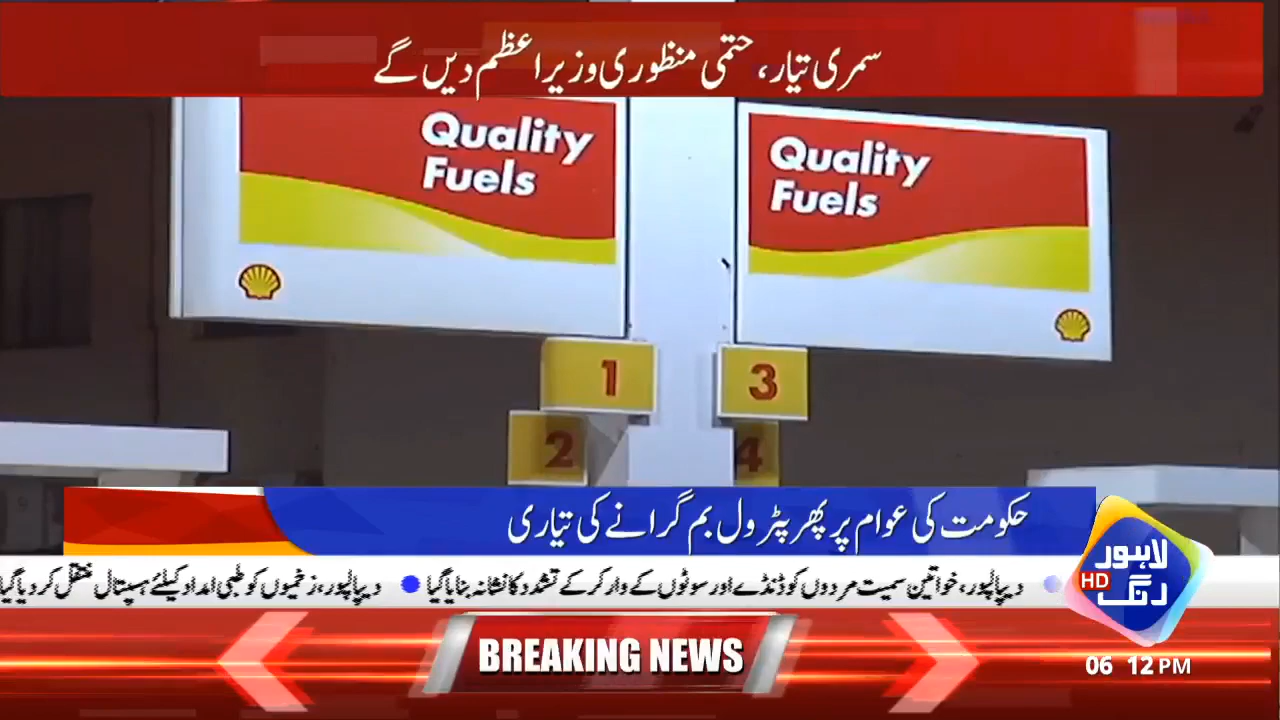 سمری تیار، حتمی منظوری وزیراعظم دیں گے
Quality
Fuels
Quality
Fuels
1
3
2
4
حکومت کی عوام پر پھر پٹرول بم گرانے کی تیاری
دیپالپور، خواتین سمیت مردوں کو ڈنڈے اور سوٹوں کے وار کر کے تشدد کا نشانہ بنایا گیا
دیپالپور، زخمیوں کو طبی امداد کیلئے ہسپتال منتقل کر دیا گیا
لاہور
رنگ
HD
BREAKING NEWS
06 12 PM